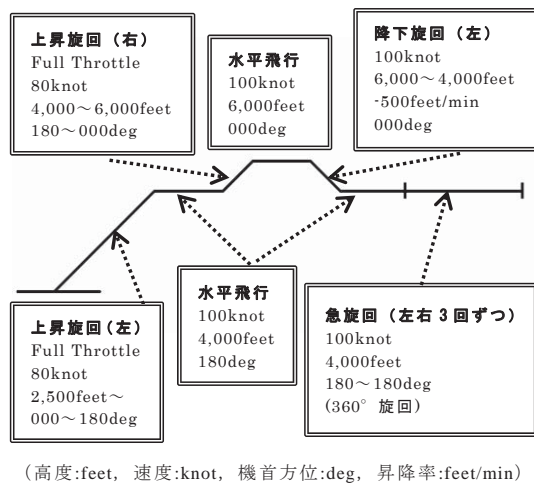 上昇旋回（右）
Full Throttle
80knot
4,000～6,000feet
180～000deg
水平飛行
100knot
6,000feet
000deg
降下旋回（左）
100knot
6,000～4,000feet
-500feet/min
000deg
上昇旋回（左）
Full Throttle
80knot
2,500feet～
000～180deg
水平飛行
100knot
4,000feet
180deg
急旋回（左右 3 回ずつ）
100knot
4,000feet
180～180deg
(360° 旋回)
（高度:feet, 速度:knot, 機首方位:deg, 昇降率:feet/min）